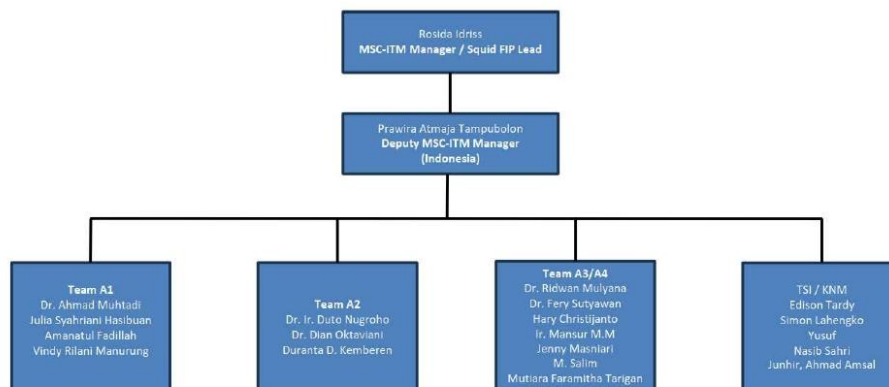 Rosida Idriss
MSC-ITM Manager / Squid FIP Lead
Prawira Atmaja Tampubolon
Deputy MSC-ITM Manager
(Indonesia)
Team A1
Dr. Ahmad Muhtadi
Julia Syahriani Hasibuan
Amanatul Fadillah
Vindy Rilani Manurung
Team A2
Dr. Ir. Duto Nugroho
Dr. Dian Oktaviani
Duranta D. Kemberen
Team A3/A4
Dr. Ridwan Mulyana
Dr. Fery Sutyawan
Hary Christijanto
Ir. Mansur M.M
Jenny Masniari
M. Salim
Mutiara Faramitha Tarigan
TSI / KNM
Edison Tardy
Simon Lahengko
Yusuf
Nasib Sahri
Junhir, Ahmad Amsal